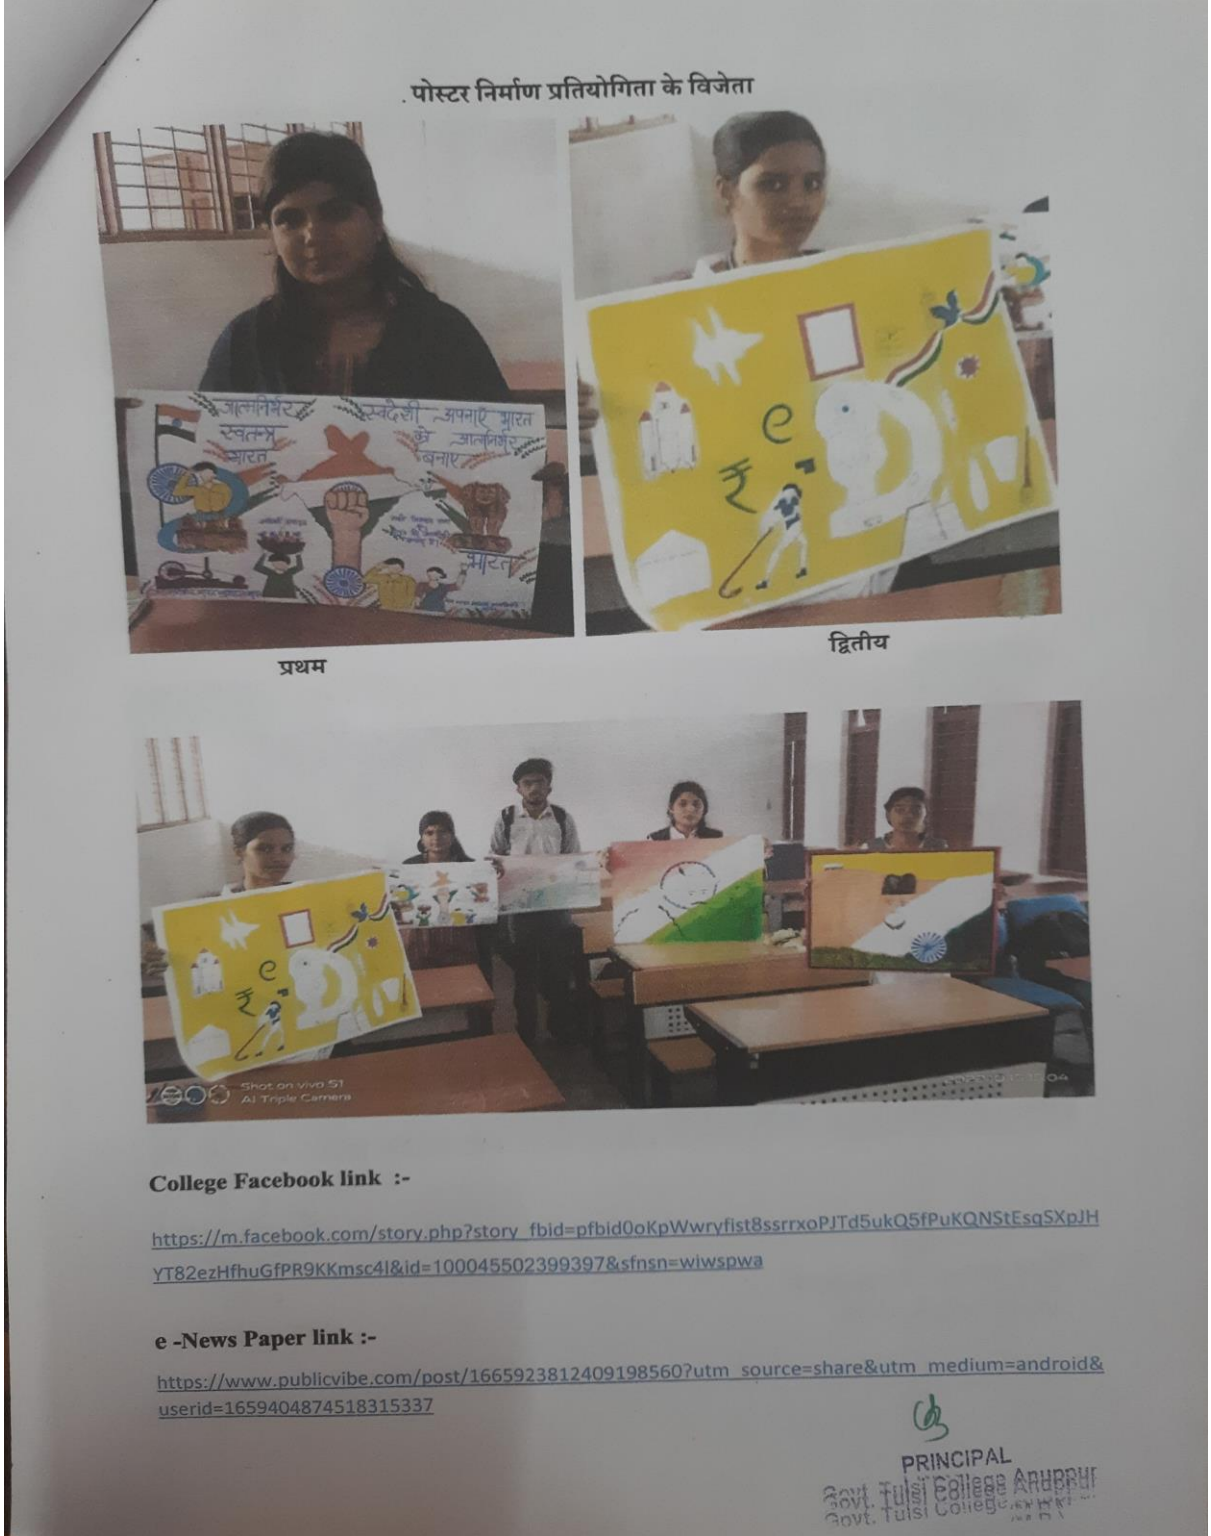 . पोस्टर निर्माण प्रतियोगिता के विजेता
आत्मनिर्भर
स्वतन्त्र
भारत
स्वदेशी अपनाएं भारत
को आत्मनिर्भर
बनाए
भारत
e
₹
प्रथम
द्वितीय
e
₹
Shot on vivo S1
AI Triple Camera
College Facebook link :-
https://m.facebook.com/story.php?story_fbid=pfbid0oKpWwryfist8ssrrxoPJTd5ukQ5fPuKQNStEsgSXpJH
YT82ezHfhuGfPR9KKmsc4l&id=100045502399397&sfnsn=wiwspwa
e -News Paper link :-
https://www.publicvibe.com/post/1665923812409198560?utm_source=share&utm_medium=android&
userid=1659404874518315337
PRINCIPAL
Govt. Tulsi College Anuppur